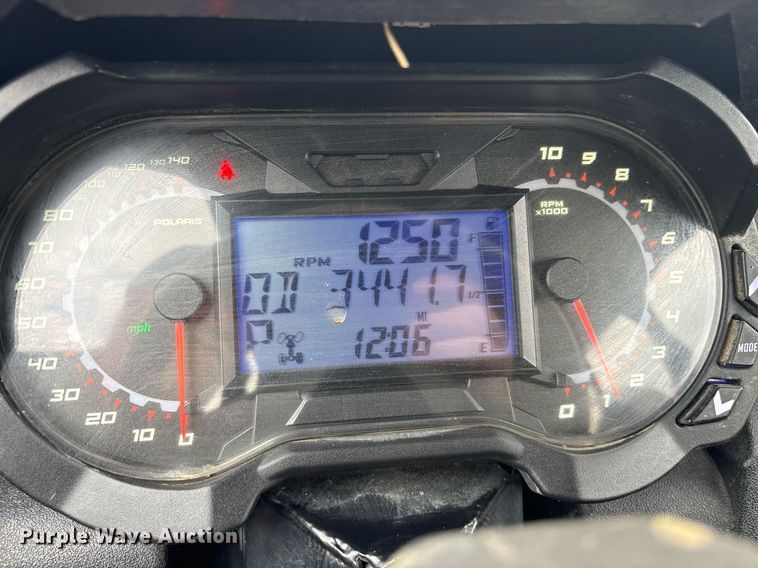 80 90 100 110 120 130 140
70
60
50
40
30
20
10
0
POLARIS
mph
1250
RPM
OD 3441.7
MI
P 12:06
F
1/2
E
10 9 8
7
6
5
4
3
2
1
0
RPM
x1000
MODE
Purple Wave Auction